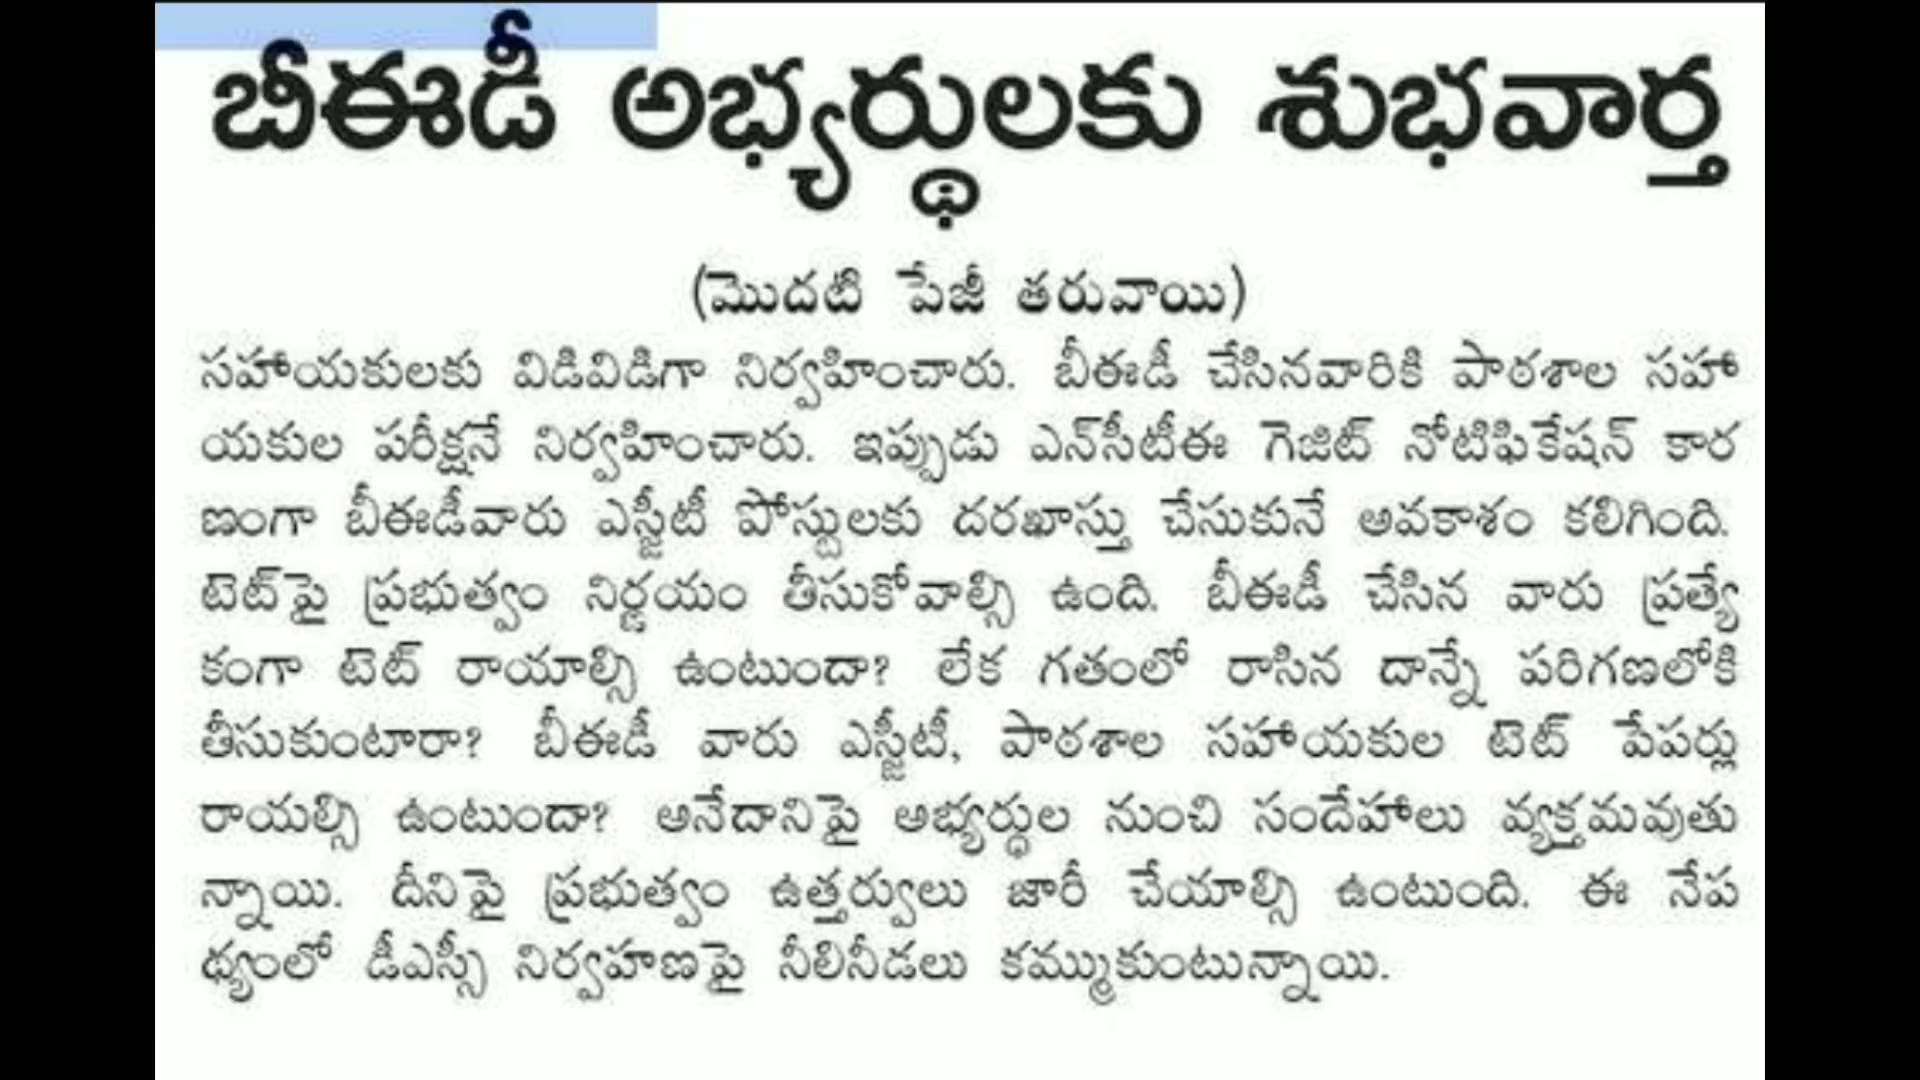 బీఈడీ అభ్యర్థులకు శుభవార్త
(మొదటి పేజీ తరువాయి)
సహాయకులకు విడివిడిగా నిర్వహించారు. బీఈడీ చేసినవారికి పాఠశాల సహా
యకుల పరీక్షనే నిర్వహించారు. ఇప్పుడు ఎన్‌సీటీఈ గెజిట్ నోటిఫికేషన్ కార
ణంగా బీఈడీవారు ఎస్జీటీ పోస్టులకు దరఖాస్తు చేసుకునే అవకాశం కలిగింది.
టెట్‌పై ప్రభుత్వం నిర్ణయం తీసుకోవాల్సి ఉంది. బీఈడీ చేసిన వారు ప్రత్యే
కంగా టెట్ రాయాల్సి ఉంటుందా? లేక గతంలో రాసిన దాన్నే పరిగణలోకి
తీసుకుంటారా? బీఈడీ వారు ఎస్జీటీ, పాఠశాల సహాయకుల టెట్ పేపర్లు
రాయల్సి ఉంటుందా? అనేదానిపై అభ్యర్థుల నుంచి సందేహాలు వ్యక్తమవుతు
న్నాయి. దీనిపై ప్రభుత్వం ఉత్తర్వులు జారీ చేయాల్సి ఉంటుంది. ఈ నేప
థ్యంలో డీఎస్సీ నిర్వహణపై నీలినీడలు కమ్ముకుంటున్నాయి.